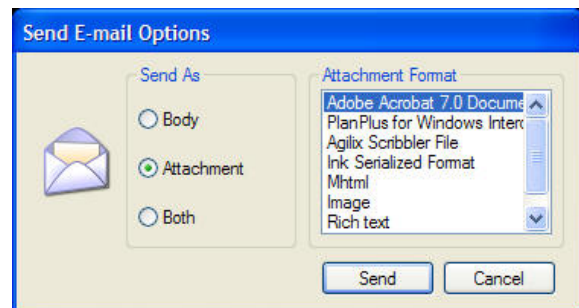 Send E-mail Options
Send As
Body
Attachment
Both
Attachment Format
Adobe Acrobat 7.0 Docume
PlanPlus for Windows Interc
Agilix Scribbler File
Ink Serialized Format
Mhtml
Image
Rich text
Send
Cancel